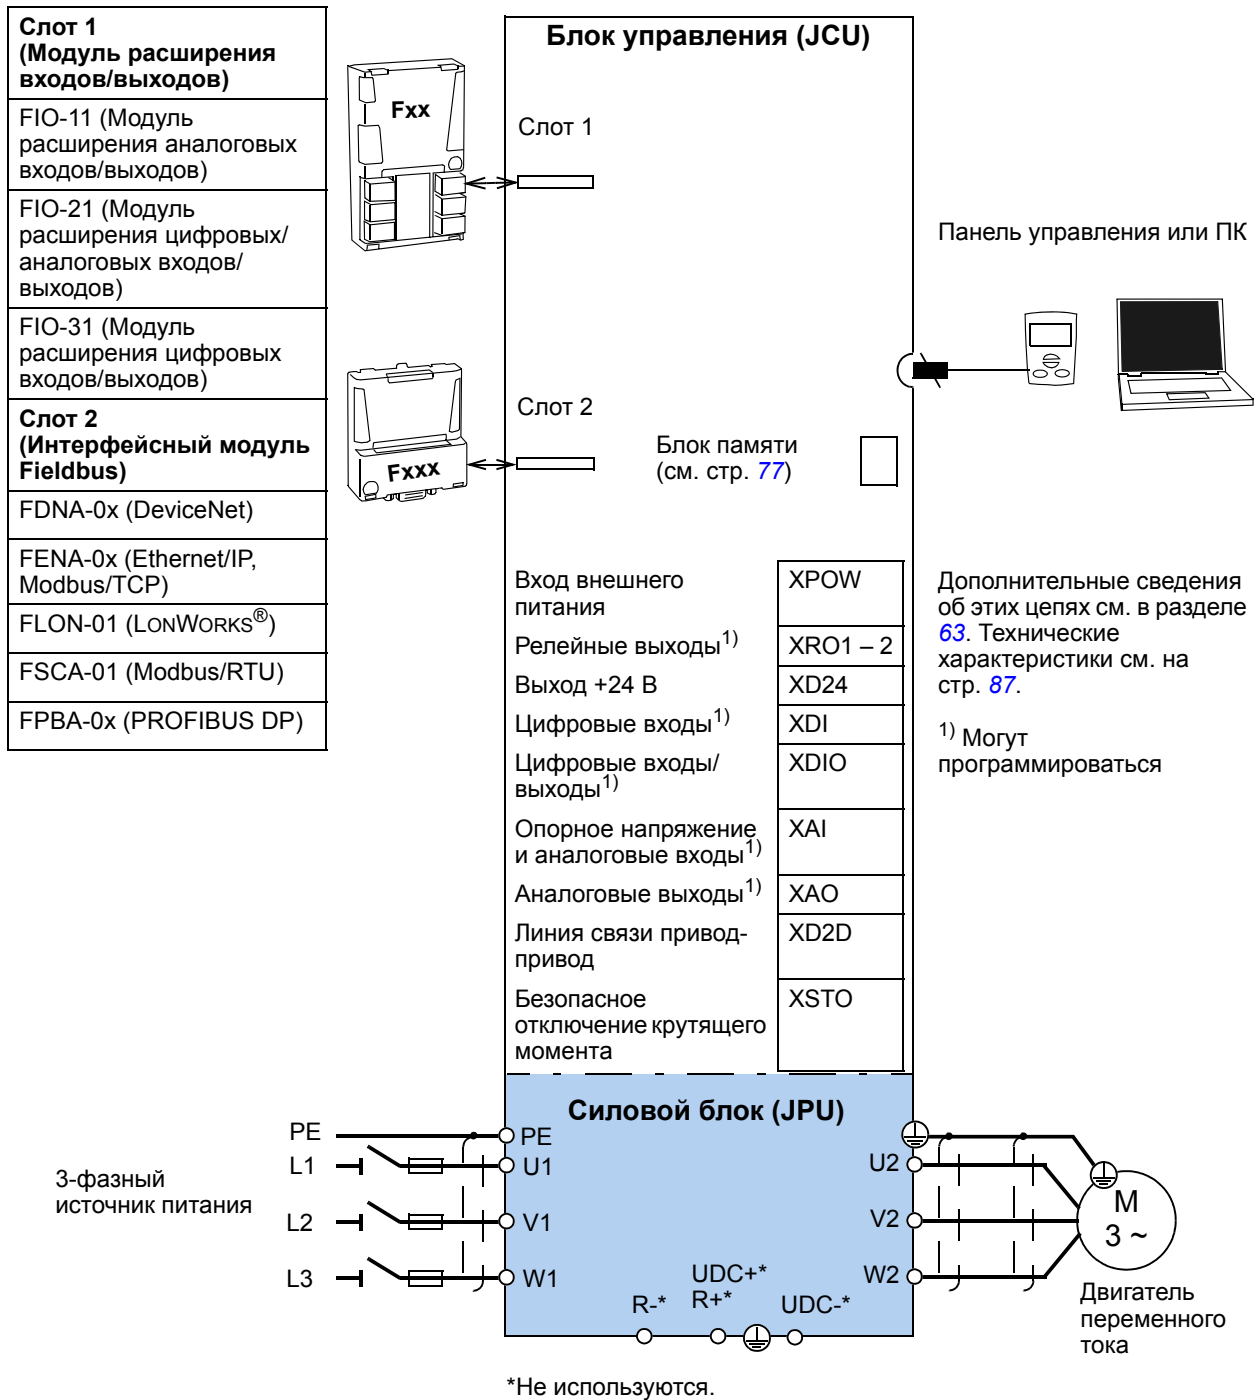 Слот 1
(Модуль расширения
входов/выходов)
FIO-11 (Модуль
расширения аналоговых
входов/выходов)
FIO-21 (Модуль
расширения цифровых/
аналоговых входов/
выходов)
FIO-31 (Модуль
расширения цифровых
входов/выходов)
Слот 2
(Интерфейсный модуль
Fieldbus)
FDNA-0x (DeviceNet)
FENA-0x (Ethernet/IP,
Modbus/TCP)
FLON-01 (LONWORKS®)
FSCA-01 (Modbus/RTU)
FPBA-0x (PROFIBUS DP)
Fxx
Fxxx
Блок управления (JCU)
Слот 1
Слот 2
Блок памяти
(см. стр. 77)
Панель управления или ПК
Вход внешнего
питания
XPOW
Релейные выходы1)
XRO1 – 2
Выход +24 В
XD24
Цифровые входы1)
XDI
Цифровые входы/
выходы1)
XDIO
Опорное напряжение
и аналоговые входы1)
XAI
Аналоговые выходы1)
XAO
Линия связи привод-
привод
XD2D
Безопасное
отключение крутящего
момента
XSTO
Дополнительные сведения
об этих цепях см. в разделе
63. Технические
характеристики см. на
стр. 87.
1) Могут
программироваться
Силовой блок (JPU)
3-фазный
источник питания
PE
L1
L2
L3
PE
U1
V1
W1
U2
V2
W2
R-*
UDC+*
R+*
UDC-*
M
3 ~
Двигатель
переменного
тока
*Не используются.